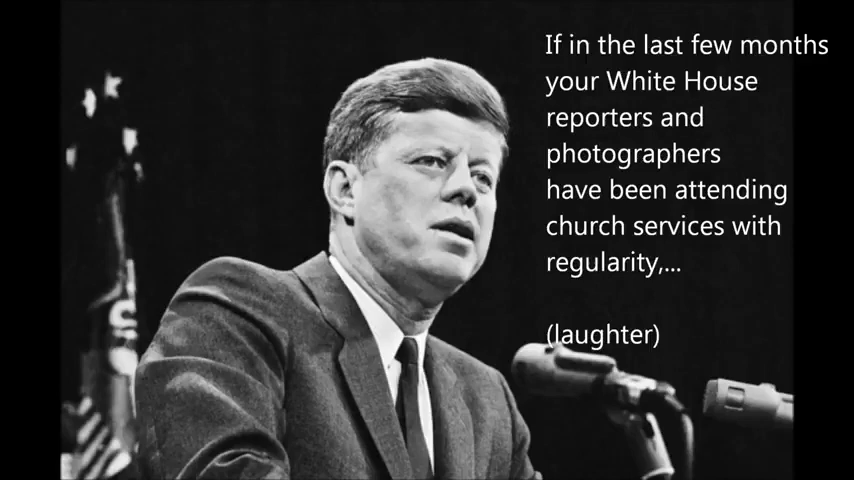 If in the last few months
your White House
reporters and
photographers
have been attending
church services with
regularity,...
(laughter)